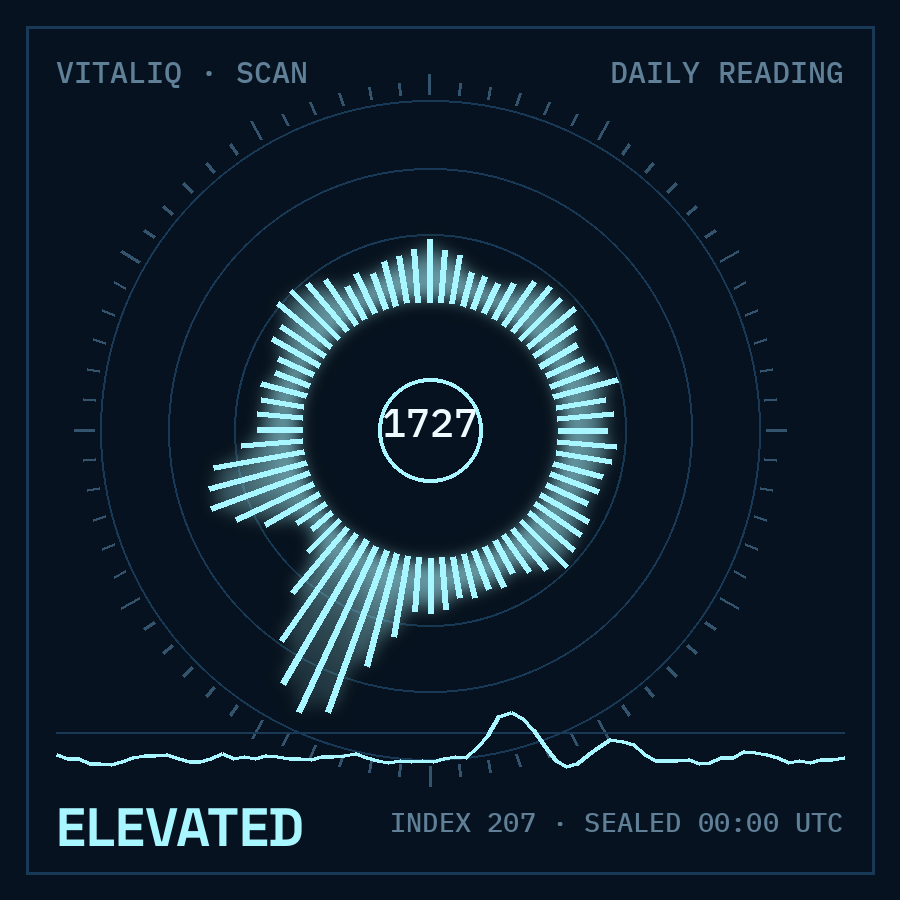 VITALIQ · SCAN
DAILY READING
1727
ELEVATED
INDEX 207 · SEALED 00:00 UTC